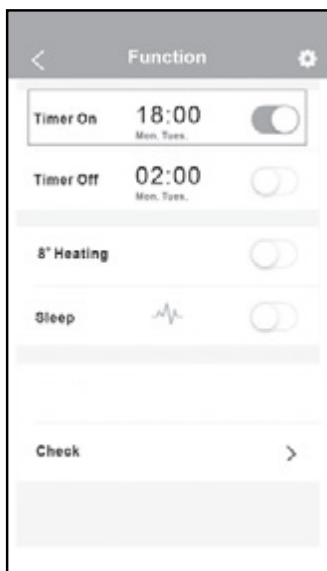 Function
Timer On 18:00
Mon. Tues.
Timer Off 02:00
Mon. Tues.
8° Heating
Sleep
Check